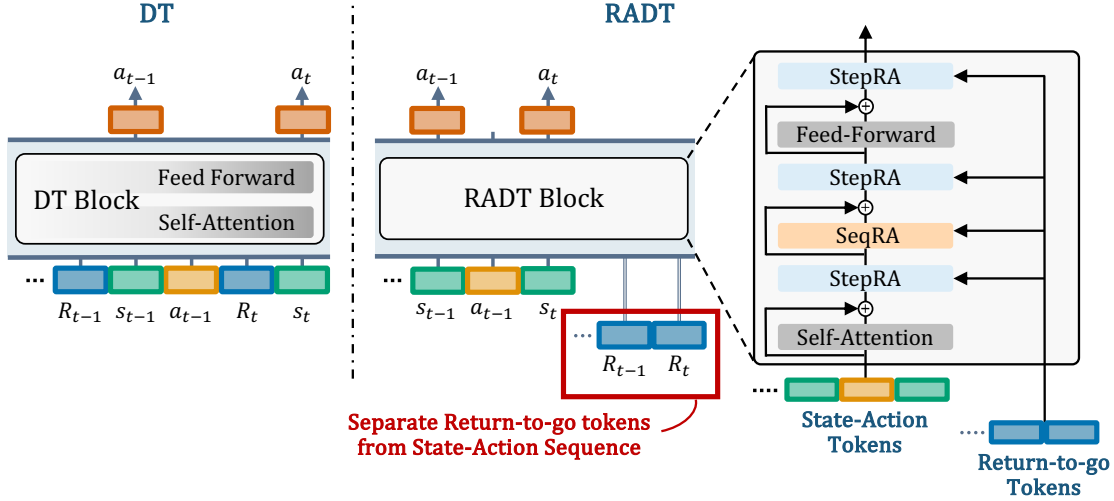 DT
a_{t-1}
a_t
DT Block
Feed Forward
Self-Attention
...
R_{t-1} s_{t-1} a_{t-1} R_t s_t
RADT
a_{t-1}
a_t
RADT Block
...
s_{t-1} a_{t-1} s_t
...
R_{t-1} R_t
Separate Return-to-go tokens
from State-Action Sequence
StepRA
+
Feed-Forward
StepRA
+
SeqRA
StepRA
+
Self-Attention
....
State-Action
Tokens
....
Return-to-go
Tokens